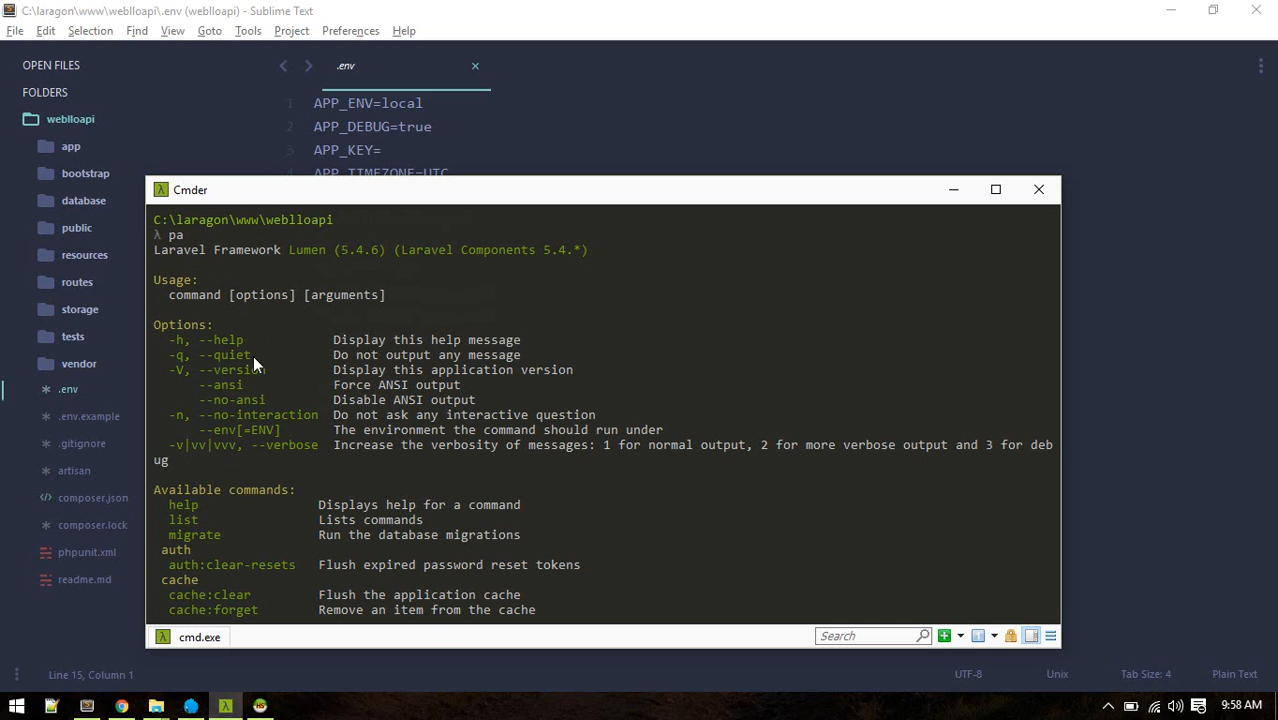 C:\laragon\www\weblloapi\.env (weblloapi) - Sublime Text
File Edit Selection Find View Goto Tools Project Preferences Help
OPEN FILES
FOLDERS
weblloapi
app
bootstrap
database
public
resources
routes
storage
tests
vendor
.env
.env.example
.gitignore
artisan
composer.json
composer.lock
phpunit.xml
readme.md
.env
1 APP_ENV=local
2 APP_DEBUG=true
3 APP_KEY=
4 APP_TIMEZONE=UTC
Cmder
C:\laragon\www\weblloapi
λ pa
Laravel Framework Lumen (5.4.6) (Laravel Components 5.4.*)
Usage:
command [options] [arguments]
Options:
-h, --help Display this help message
-q, --quiet Do not output any message
-V, --version Display this application version
--ansi Force ANSI output
--no-ansi Disable ANSI output
-n, --no-interaction Do not ask any interactive question
--env[=ENV] The environment the command should run under
-v|vv|vvv, --verbose Increase the verbosity of messages: 1 for normal output, 2 for more verbose output and 3 for deb
ug
Available commands:
help Displays help for a command
list Lists commands
migrate Run the database migrations
auth
auth:clear-resets Flush expired password reset tokens
cache
cache:clear Flush the application cache
cache:forget Remove an item from the cache
cmd.exe
Search
Line 15, Column 1
UTF-8 Unix Tab Size: 4 Plain Text
9:58 AM